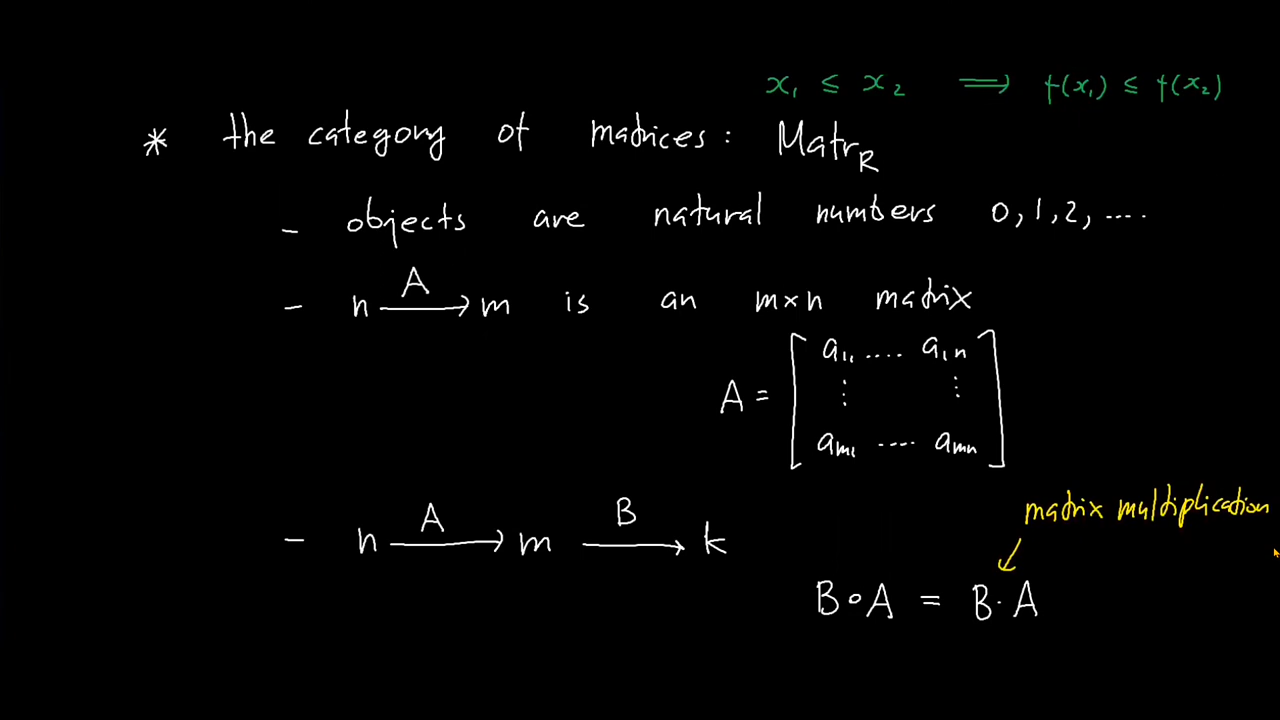 x₁ ≤ x₂ ⟹ f(x₁) ≤ f(x₂)
* the category of matrices: Matr_R
- objects are natural numbers 0, 1, 2, ....
- n —A→ m is an m×n matrix
A = [ a₁₁ .... a₁ₙ
⋮ ⋮
aₘ₁ .... aₘₙ ]
matrix multiplication
- n —A→ m —B→ k
B∘A = B·A